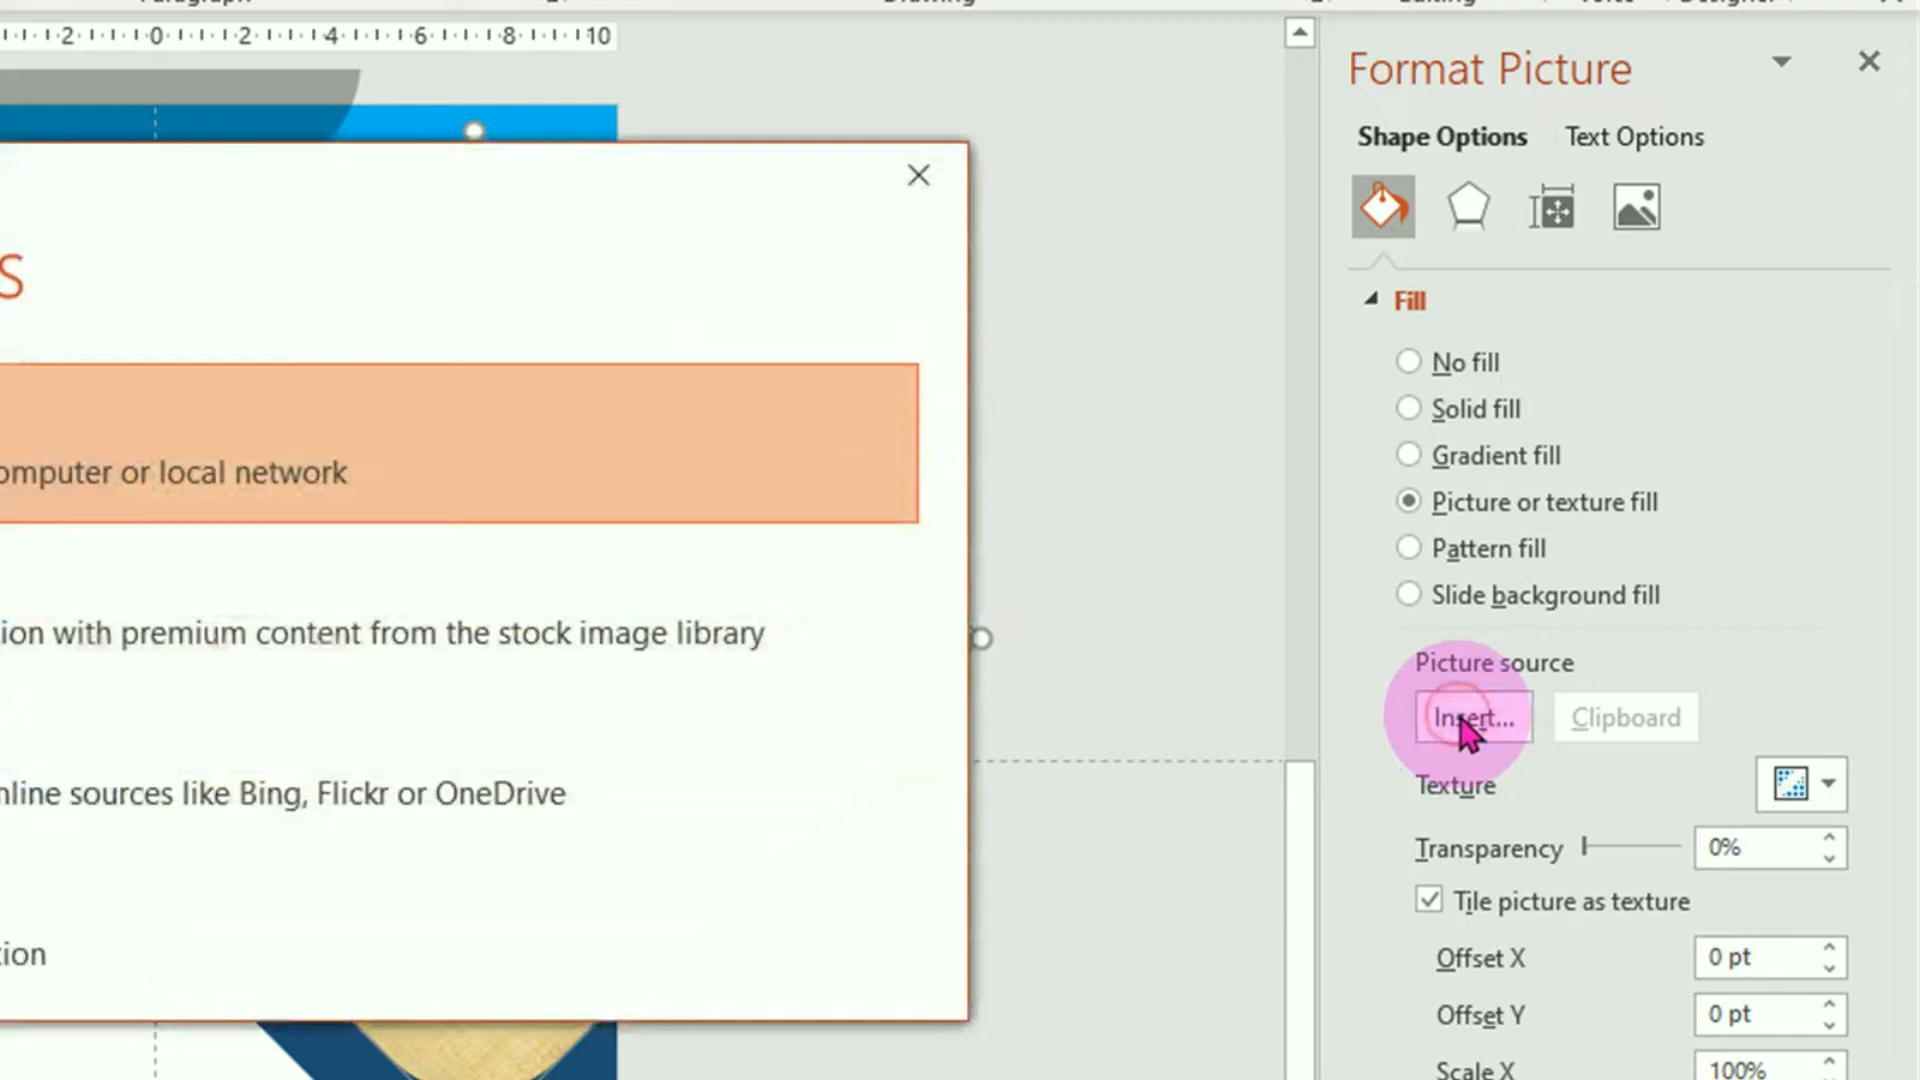 2 0 2 4 6 8 10
Format Picture
Shape Options Text Options
s
Fill
No fill
Solid fill
omputer or local network
Gradient fill
Picture or texture fill
Pattern fill
Slide background fill
ion with premium content from the stock image library
Picture source
Insert... Clipboard
Texture
nline sources like Bing, Flickr or OneDrive
Transparency 0%
Tile picture as texture
tion
Offset X 0 pt
Offset Y 0 pt
Scale X 100%